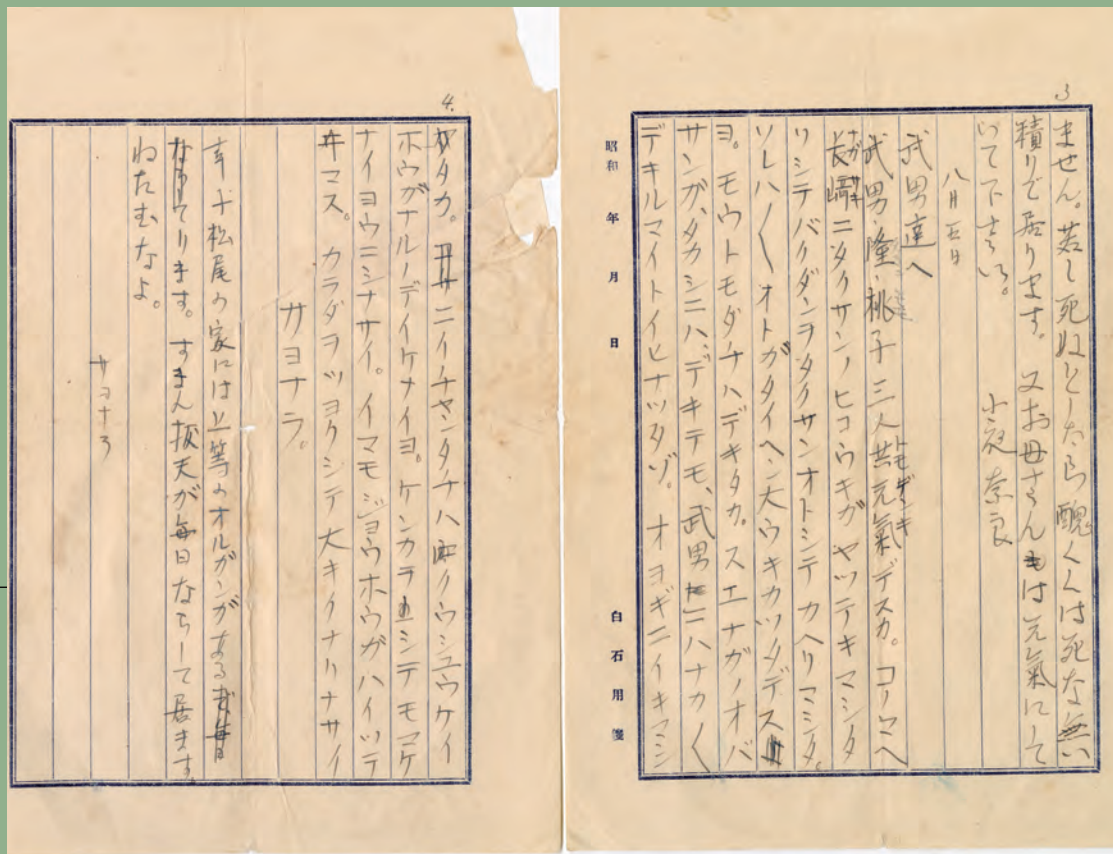 3
ません。若し死ぬとしたら醜くくは死な無い
積りで居ります。又お母さんは元氣にして
いて下さい。 小夜奈良
八月五日
武男達へ
武男、隆、桃子三人共元氣デスカ。コノマヘ
トモゲンキ
長崎ニタクサンノヒコウキガヤッテキマシタ
ナガ
ソシテバクダンヲタクサンオトシテカヘリマシタ。
ソレハ〱オトガタイヘン大ウキカッタデス
ヨ。モウトモダチハデキタカ。スエナガノオバ
サンガ、タカシニハ、デキテモ、武男ニハナカ〱
デキルマイトイヒナッタゾ。オヨギニイキマシ
昭和 年 月 日
白石用箋
4.
タカ。ニイチャンタチハクウシュウケイ
ホウガナルノデイケナイヨ。ケンカヲシテモマケ
ナイヨウニシナサイ。イマモジョウホウガハイッテ
ヰマス。カラダヲツヨクシテ大キクナリナサイ
サヨナラ。
幸子松尾の家には上等のオルガンがある
なってります。すまん拔天が毎日ならして居ます
ねたむなよ。
サヨナラ